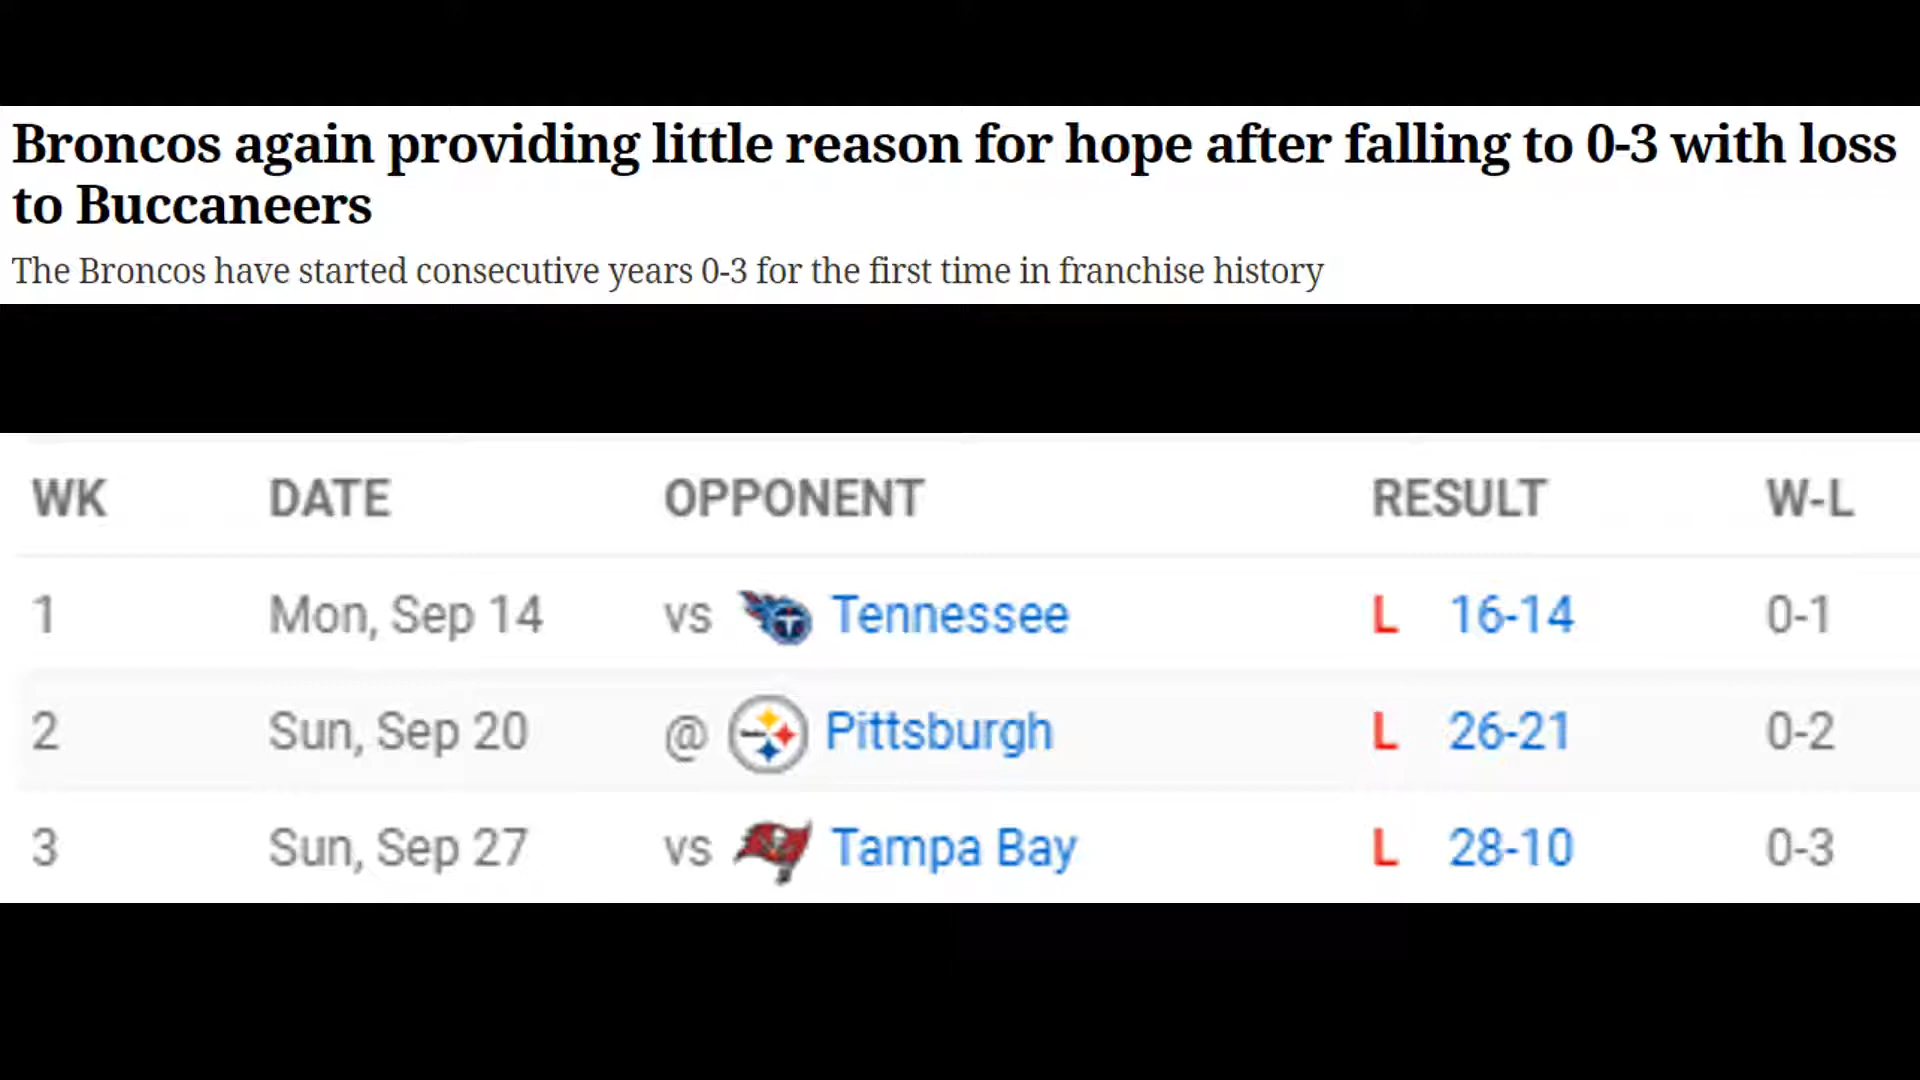 Broncos again providing little reason for hope after falling to 0-3 with loss
to Buccaneers
The Broncos have started consecutive years 0-3 for the first time in franchise history
WK DATE OPPONENT RESULT W-L
1 Mon, Sep 14 vs Tennessee L 16-14 0-1
2 Sun, Sep 20 @ Pittsburgh L 26-21 0-2
3 Sun, Sep 27 vs Tampa Bay L 28-10 0-3